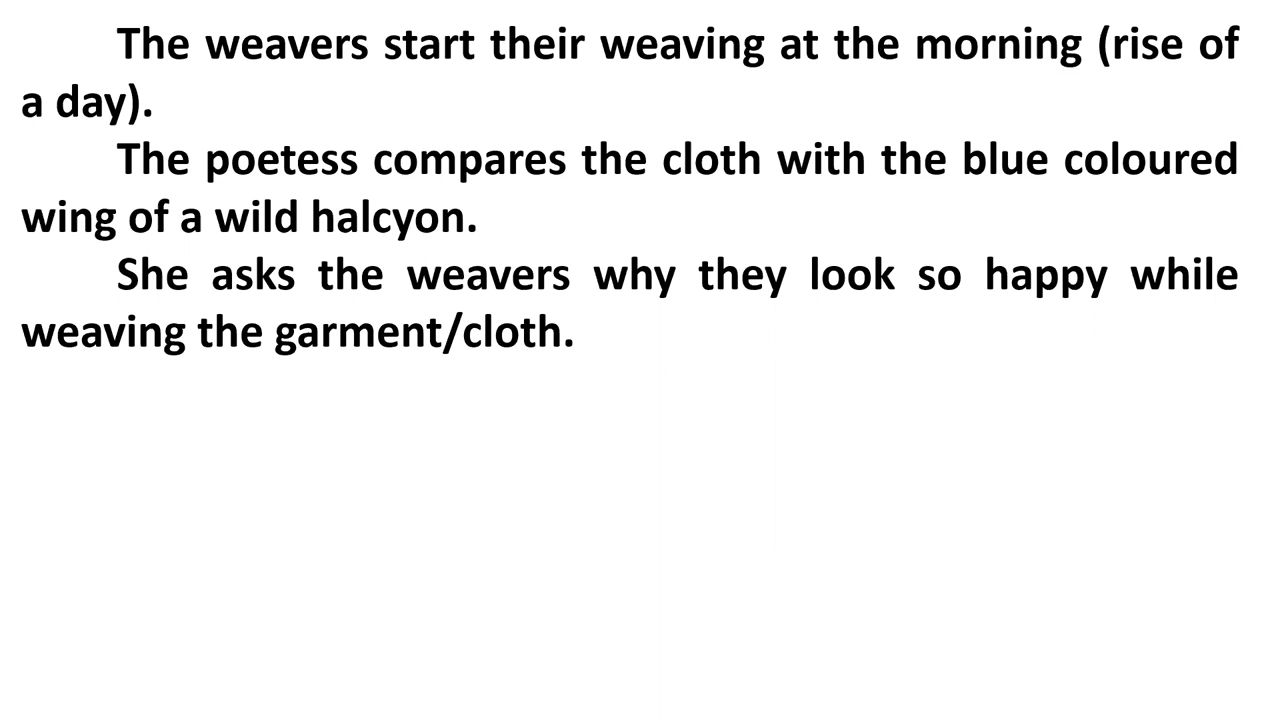 The weavers start their weaving at the morning (rise of
a day).
The poetess compares the cloth with the blue coloured
wing of a wild halcyon.
She asks the weavers why they look so happy while
weaving the garment/cloth.